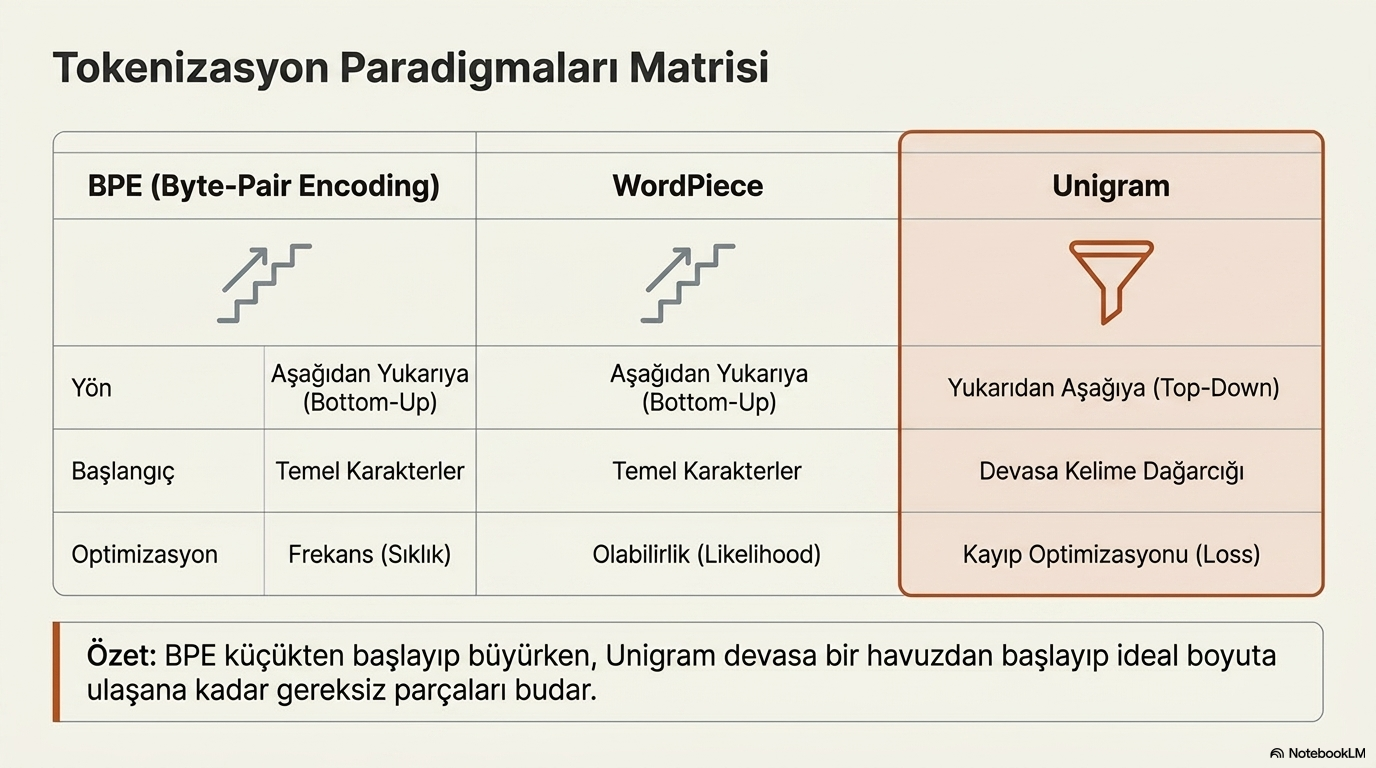 Tokenizasyon Paradigmaları Matrisi
BPE (Byte-Pair Encoding)
WordPiece
Unigram
Yön
Aşağıdan Yukarıya
(Bottom-Up)
Aşağıdan Yukarıya
(Bottom-Up)
Yukarıdan Aşağıya (Top-Down)
Başlangıç
Temel Karakterler
Temel Karakterler
Devasa Kelime Dağarcığı
Optimizasyon
Frekans (Sıklık)
Olabilirlik (Likelihood)
Kayıp Optimizasyonu (Loss)
Özet: BPE küçükten başlayıp büyürken, Unigram devasa bir havuzdan başlayıp ideal boyuta
ulaşana kadar gereksiz parçaları budar.
NotebookLM